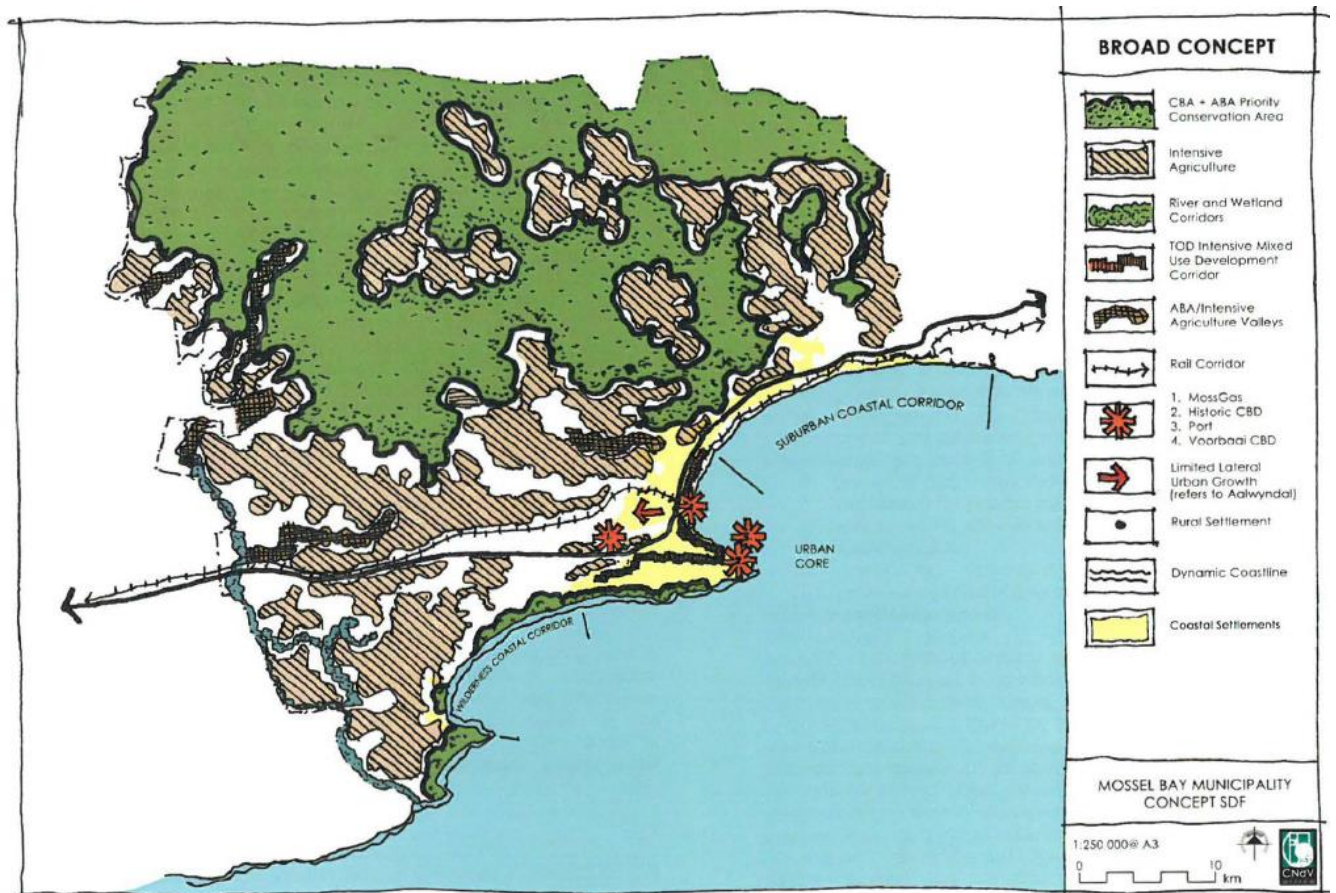 BROAD CONCEPT
CBA + ABA Priority
Conservation Area
Intensive
Agriculture
River and Wetland
Corridors
TOD Intensive Mixed
Use Development
Corridor
ABA/Intensive
Agriculture Valleys
Rail Corridor
1. MossGas
2. Historic CBD
3. Port
4. Voorbaai CBD
Limited Lateral
Urban Growth
(refers to Aalwyndal)
Rural Settlement
Dynamic Coastline
Coastal Settlements
SUBURBAN COASTAL CORRIDOR
URBAN
CORE
WILDERNESS COASTAL CORRIDOR
MOSSEL BAY MUNICIPALITY
CONCEPT SDF
1:250 000@ A3
0 10
km
CNdV